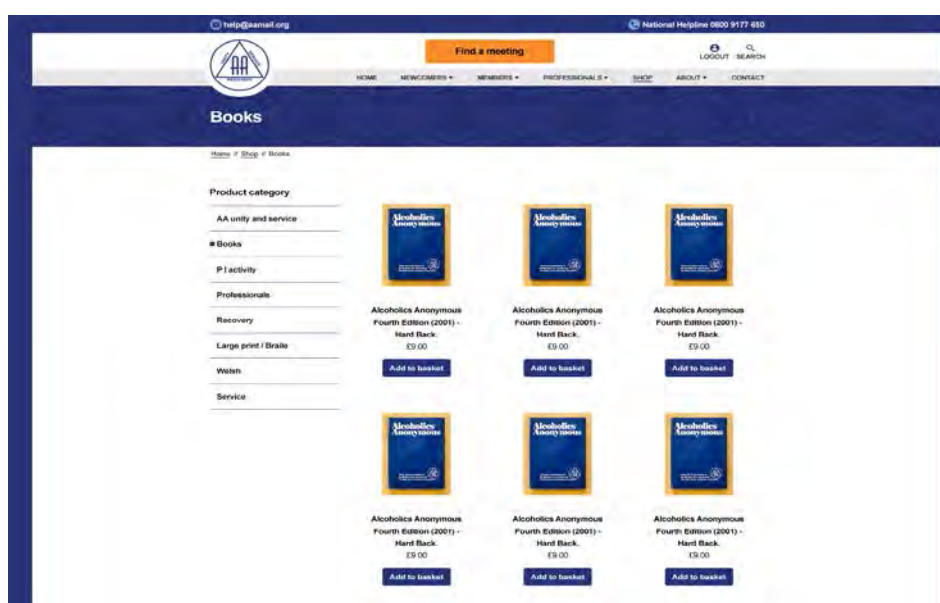 help@aamail.org
National Helpline 0800 9177 650
AA
Find a meeting
LOGOUT SEARCH
HOME NEWCOMERS MEMBERS PROFESSIONALS SHOP ABOUT CONTACT
Books
Home // Shop // Books
Product category
AA unity and service
Books
P I activity
Professionals
Recovery
Large print / Braile
Welsh
Service
Alcoholics Anonymous
Alcoholics Anonymous
Alcoholics Anonymous
Alcoholics Anonymous Alcoholics Anonymous Alcoholics Anonymous
Fourth Edition (2001) - Fourth Edition (2001) - Fourth Edition (2001) -
Hard Back. Hard Back. Hard Back.
£9.00 £9.00 £9.00
Add to basket Add to basket Add to basket
Alcoholics Anonymous
Alcoholics Anonymous
Alcoholics Anonymous
Alcoholics Anonymous Alcoholics Anonymous Alcoholics Anonymous
Fourth Edition (2001) - Fourth Edition (2001) - Fourth Edition (2001) -
Hard Back. Hard Back. Hard Back.
£9.00 £9.00 £9.00
Add to basket Add to basket Add to basket